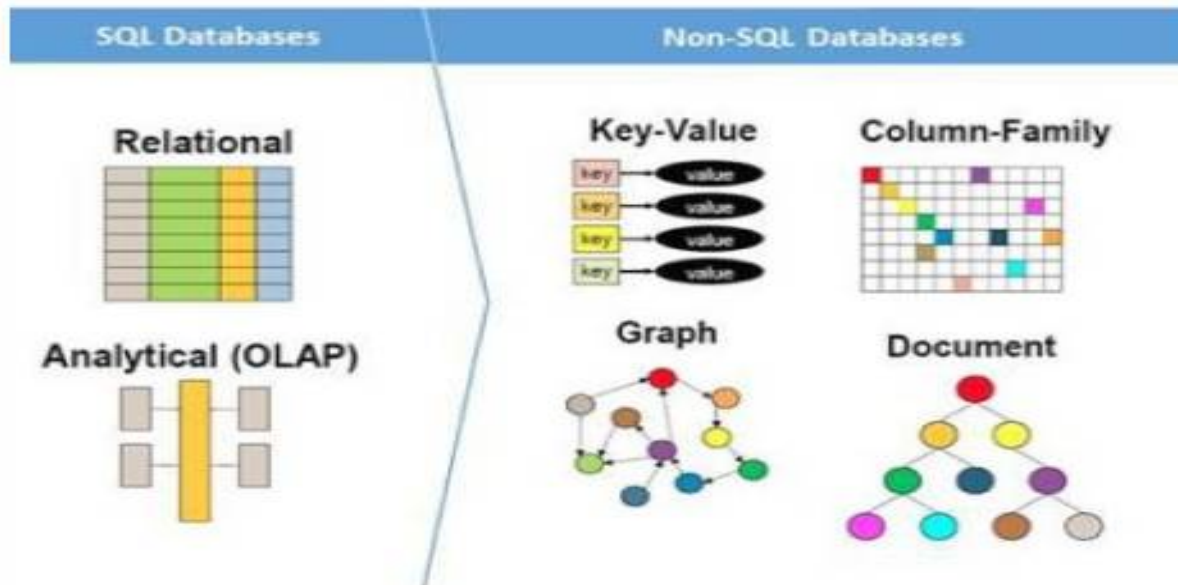 SQL Databases
Non-SQL Databases
Relational
Analytical (OLAP)
Key-Value
key value
key value
key value
key value
Column-Family
Graph
Document